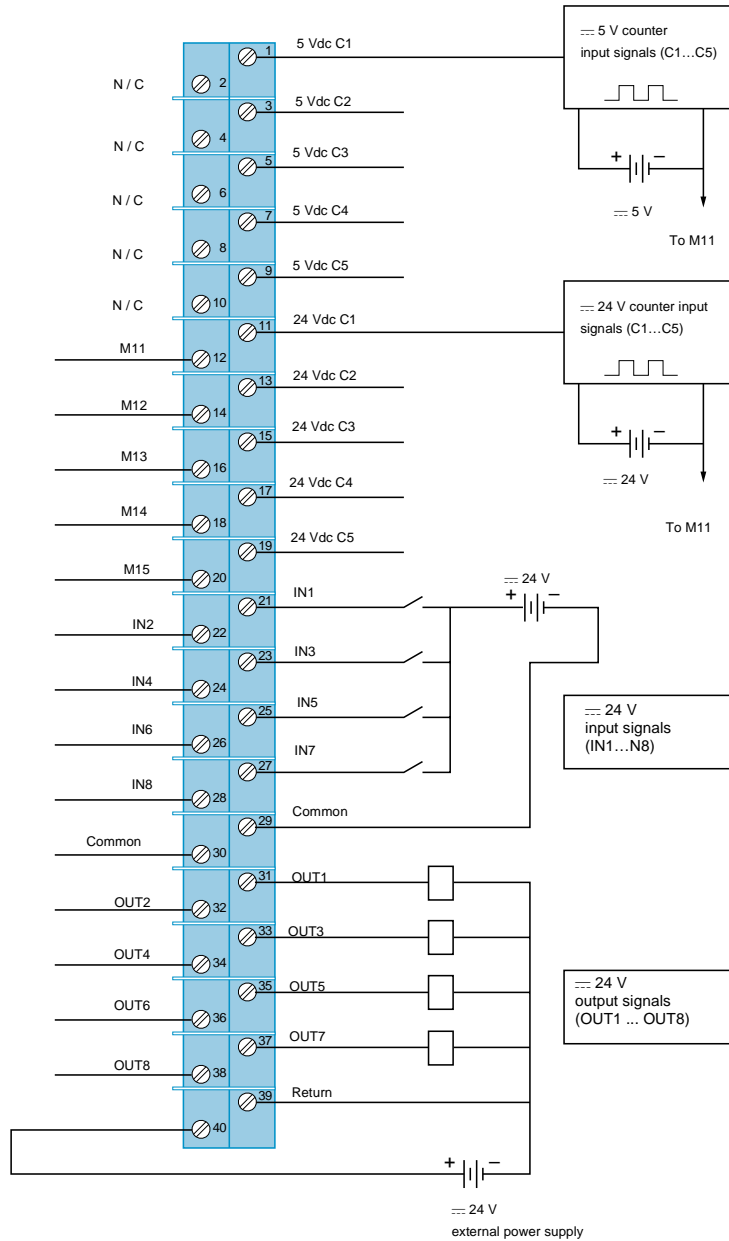 5 Vdc C1
1
⎓ 5 V counter
input signals (C1…C5)
N / C
2
5 Vdc C2
3
N / C
4
5 Vdc C3
5
+ −
⎓ 5 V
To M11
N / C
6
5 Vdc C4
7
N / C
8
5 Vdc C5
9
N / C
10
24 Vdc C1
11
⎓ 24 V counter input
signals (C1…C5)
M11
12
24 Vdc C2
13
M12
14
24 Vdc C3
15
+ −
⎓ 24 V
To M11
M13
16
24 Vdc C4
17
M14
18
24 Vdc C5
19
M15
20
IN1
21
⎓ 24 V
+ −
IN2
22
IN3
23
IN4
24
IN5
25
⎓ 24 V
input signals
(IN1…N8)
IN6
26
IN7
27
IN8
28
Common
29
Common
30
OUT1
31
OUT2
32
OUT3
33
OUT4
34
OUT5
35
⎓ 24 V
output signals
(OUT1 ... OUT8)
OUT6
36
OUT7
37
OUT8
38
Return
39
40
+ −
⎓ 24 V
external power supply